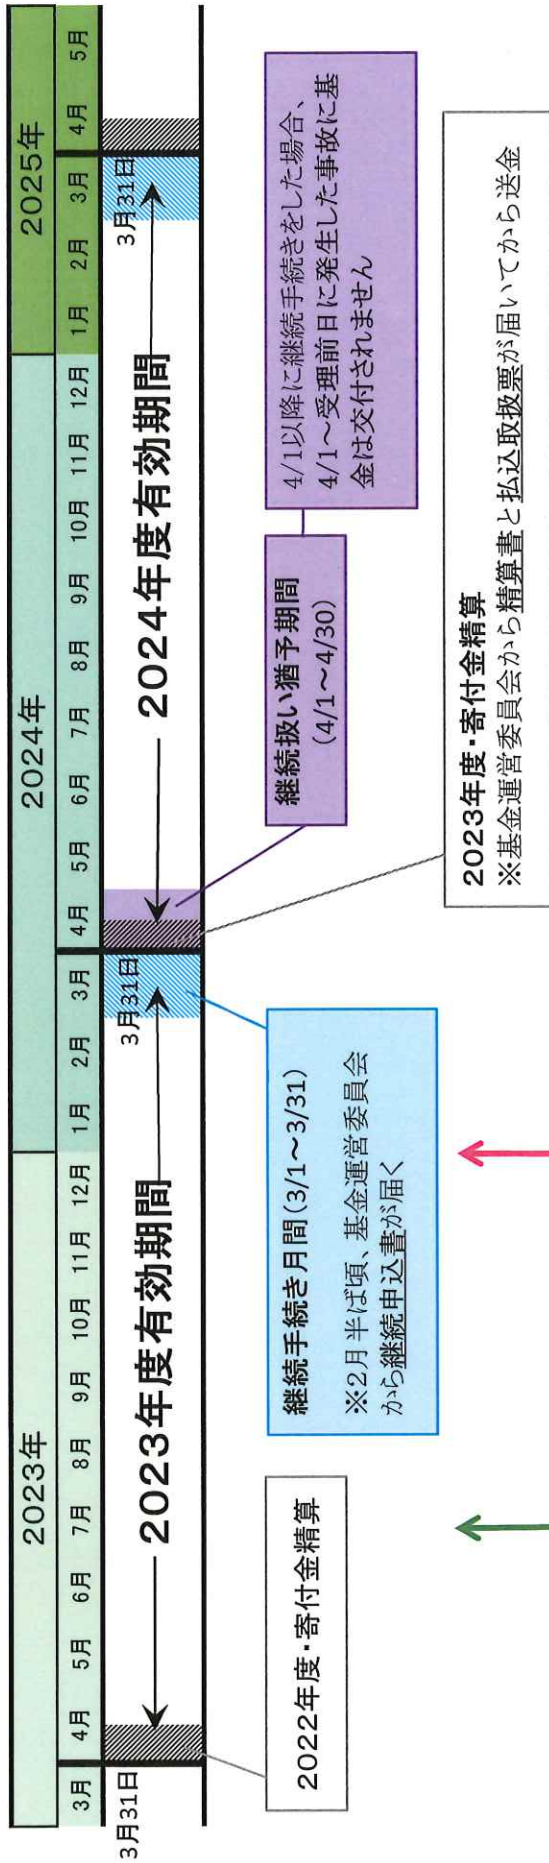 2023年
2024年
2025年
3月 4月 5月 6月 7月 8月 9月 10月 11月 12月 1月 2月 3月 4月 5月 6月 7月 8月 9月 10月 11月 12月 1月 2月 3月 4月 5月
3月31日
2023年度有効期間
3月31日
2024年度有効期間
3月31日
2022年度・寄付金精算
継続手続き月間(3/1～3/31)
※2月半ば頃、基金運営委員会
から継続申込書が届く
継続扱い猶予期間
(4/1～4/30)
4/1以降に継続手続きをした場合、
4/1～受理前日に発生した事故に基
金は交付されません
2023年度・寄付金精算
※基金運営委員会から精算書と払込取扱票が届いてから送金